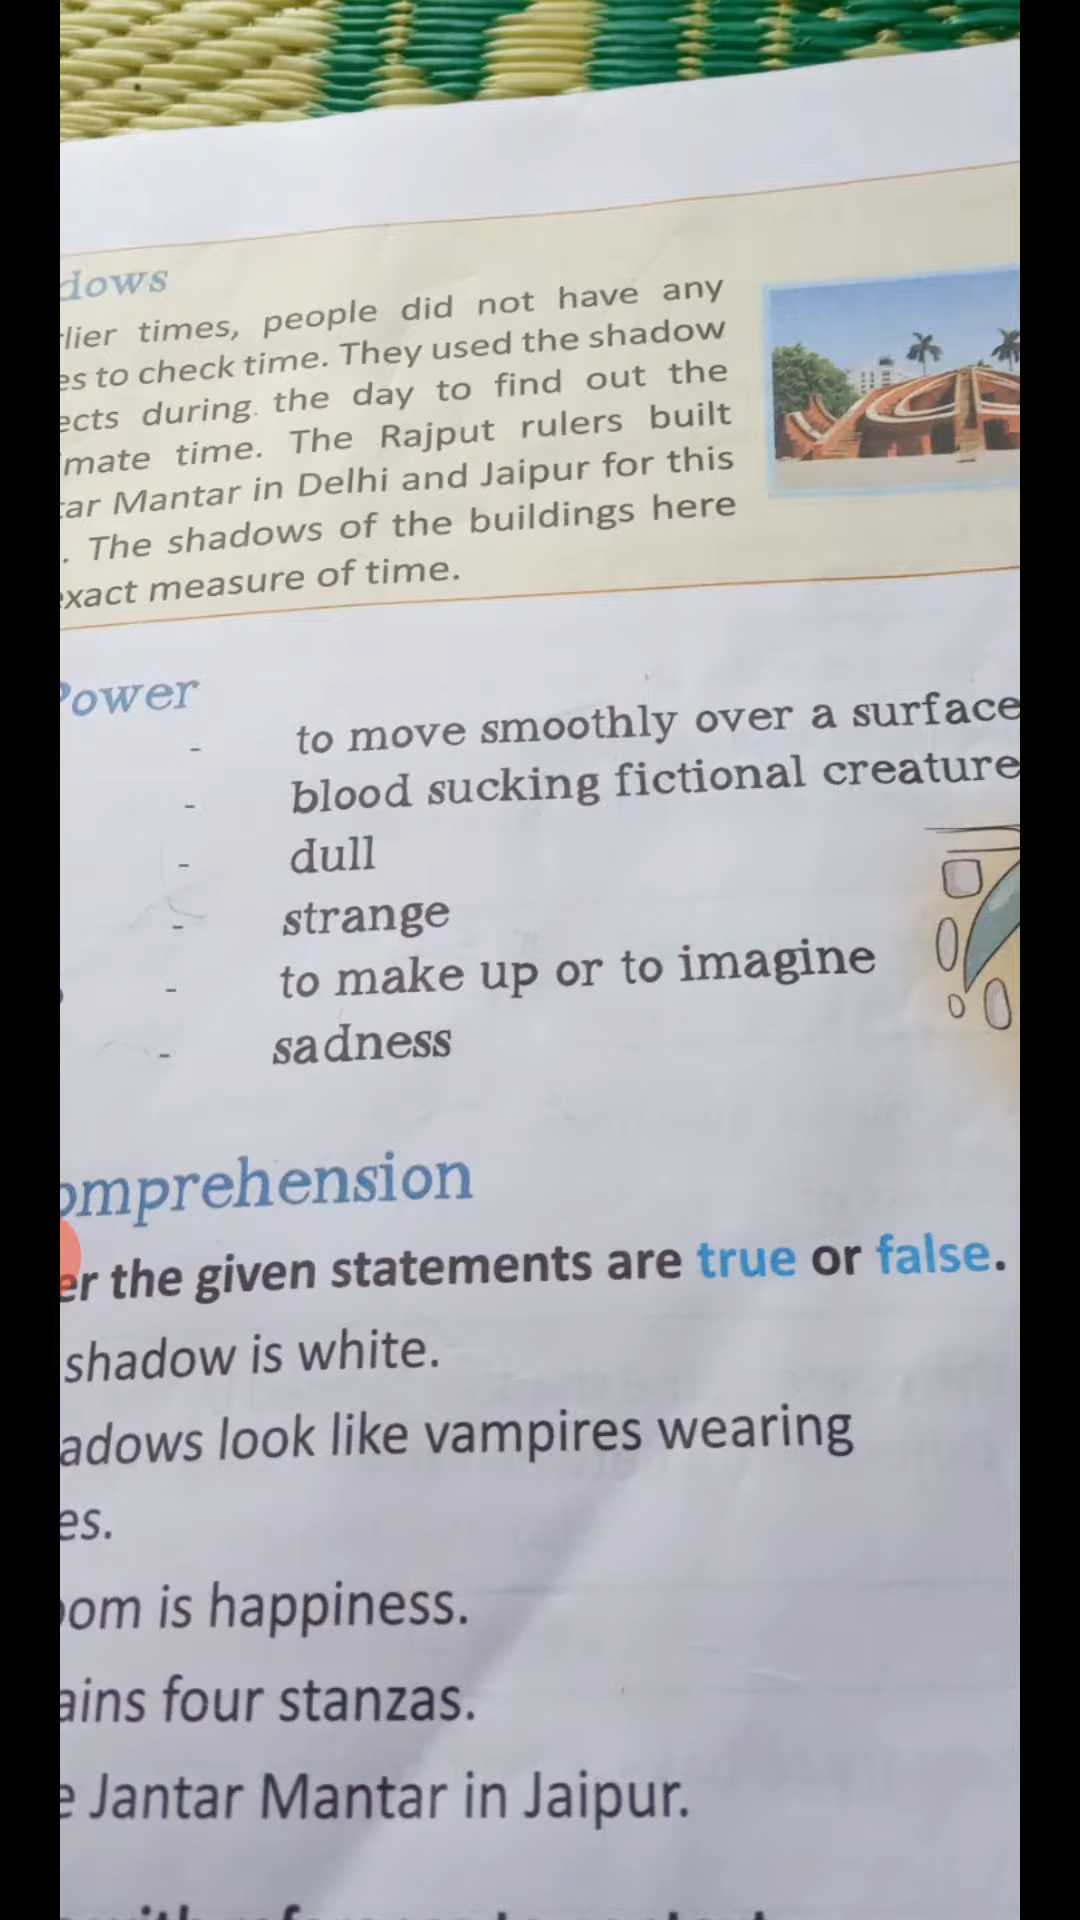 dows
lier times, people did not have any
es to check time. They used the shadow
ects during the day to find out the
mate time. The Rajput rulers built
ar Mantar in Delhi and Jaipur for this
. The shadows of the buildings here
exact measure of time.
Power
- to move smoothly over a surface
- blood sucking fictional creature
- dull
- strange
- to make up or to imagine
- sadness
omprehension
er the given statements are true or false.
shadow is white.
adows look like vampires wearing
es.
oom is happiness.
ains four stanzas.
e Jantar Mantar in Jaipur.